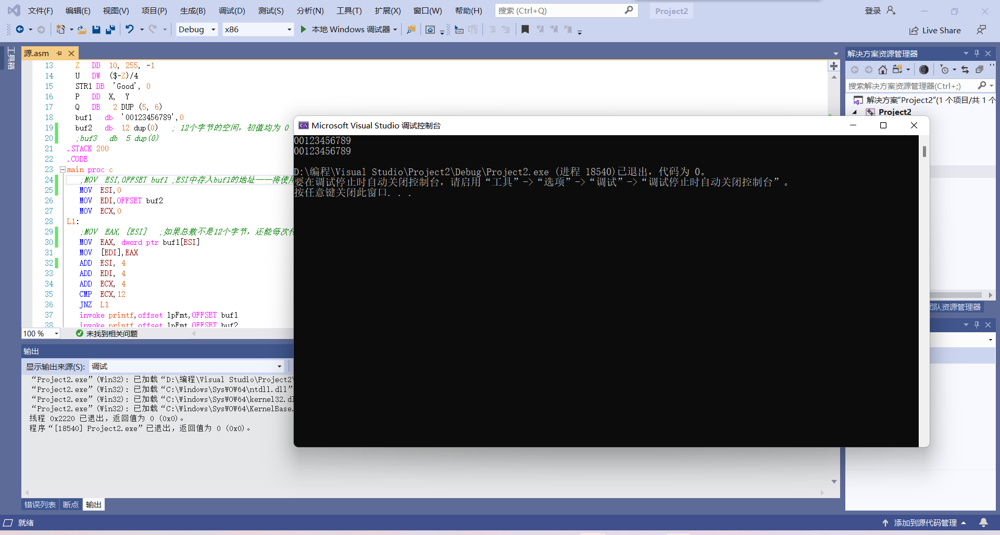 文件(F) 编辑(E) 视图(V) 项目(P) 生成(B) 调试(D) 测试(S) 分析(N) 工具(T) 扩展(X) 窗口(W) 帮助(H) 搜索 (Ctrl+Q) Project2 登录
Debug x86 本地 Windows 调试器 Live Share
工具箱
源.asm
13 Z DD 10, 255, -1
14 U DW ($-Z)/4
15 STR1 DB 'Good', 0
16 P DD X, Y
17 Q DB 2 DUP (5, 6)
18 buf1 db '00123456789',0
19 buf2 db 12 dup(0) ; 12个字节的空间，初值均为 0
20 ;buf3 db 5 dup(0)
21 .STACK 200
22 .CODE
23 main proc c
24 ;MOV ESI,OFFSET buf1 ;ESI中存入buf1的地址——将使用
25 MOV ESI,0
26 MOV EDI,OFFSET buf2
27 MOV ECX,0
28 L1:
29 ;MOV EAX, [ESI] ;如果总数不是12个字节，还能每次传
30 MOV EAX, dword ptr buf1[ESI]
31 MOV [EDI],EAX
32 ADD ESI, 4
33 ADD EDI, 4
34 ADD ECX, 4
35 CMP ECX,12
36 JNZ L1
37 invoke printf,offset lpFmt,OFFSET buf1
38 invoke printf,offset lpFmt,OFFSET buf2
100 % 未找到相关问题
Microsoft Visual Studio 调试控制台
00123456789
00123456789
D:\编程\Visual Studio\Project2\Debug\Project2.exe (进程 18540)已退出，代码为 0。
要在调试停止时自动关闭控制台，请启用“工具”->“选项”->“调试”->“调试停止时自动关闭控制台”。
按任意键关闭此窗口. . .
解决方案资源管理器
搜索解决方案资源管理器(Ctrl+;)
解决方案“Project2”(1 个项目/共 1 个
Project2
团队资源管理器
输出
显示输出来源(S): 调试
“Project2.exe”(Win32): 已加载“D:\编程\Visual Studio\Project2\
“Project2.exe”(Win32): 已加载“C:\Windows\SysWOW64\ntdll.dll”
“Project2.exe”(Win32): 已加载“C:\Windows\SysWOW64\kernel32.dl
“Project2.exe”(Win32): 已加载“C:\Windows\SysWOW64\KernelBase.
线程 0x2220 已退出，返回值为 0 (0x0)。
程序“[18540] Project2.exe”已退出，返回值为 0 (0x0)。
错误列表 断点 输出
就绪 添加到源代码管理